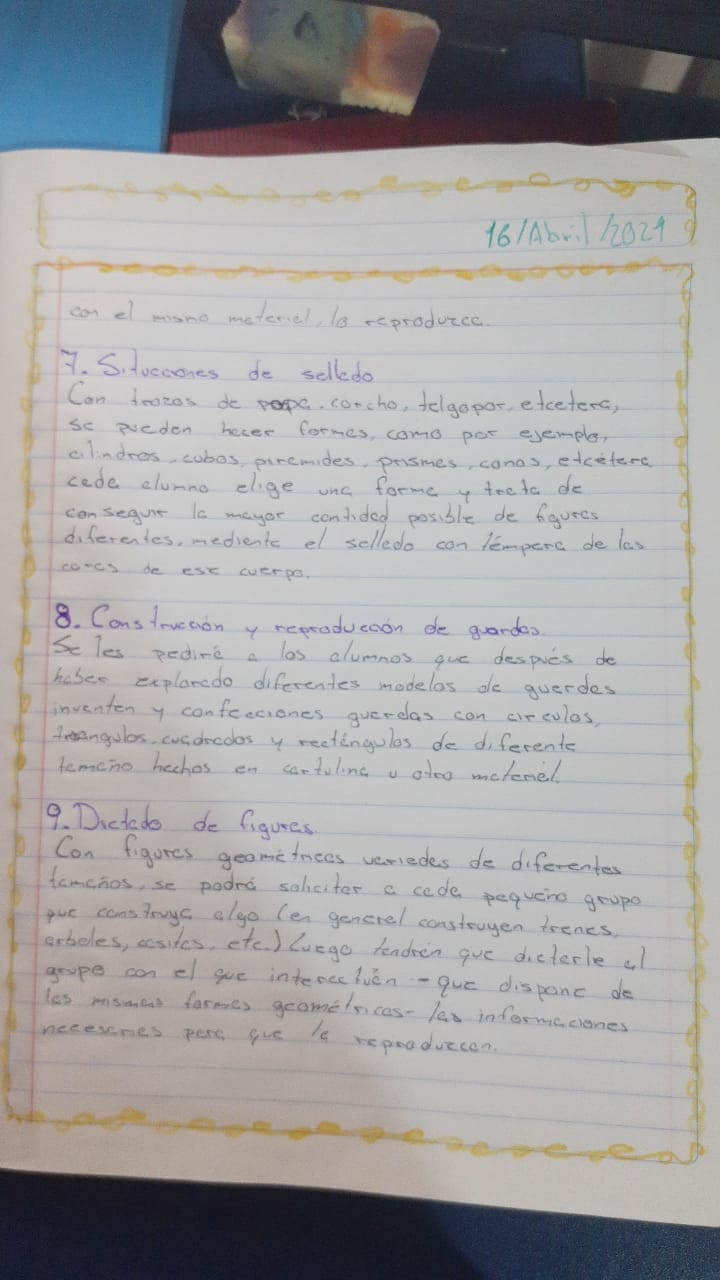 16/Abril/2021
con el mismo material, lo reproduzca.
7. Situaciones de sellado
Con trozos de papa, corcho, telgopor, etcétera,
se pueden hacer formas, como por ejemplo,
cilindros, cubos, piramides, prismas, conos, etcétera
cada alumno elige una forma y trata de
conseguir la mayor cantidad posible de figuras
diferentes, mediante el sellado con témpera de las
caras de ese cuerpo.
8. Construcción y reproducción de guardas.
Se les pedirá a los alumnos que después de
haber explorado diferentes modelos de guardas
inventen y confecciones guardas con circulos,
triangulos, cuadrados y rectángulos de diferente
tamaño hechos en cartulina u otro material.
9. Dictado de figuras.
Con figuras geométricas variadas de diferentes
tamaños, se podrá solicitar a cada pequeño grupo
que construya algo (en general construyen trenes,
arboles, casitas, etc.) Luego tendrán que dictarle al
grupo con el que interactúen - que dispone de
las mismas formas geométricas- las informaciones
necesarias para que la reproduzcan.